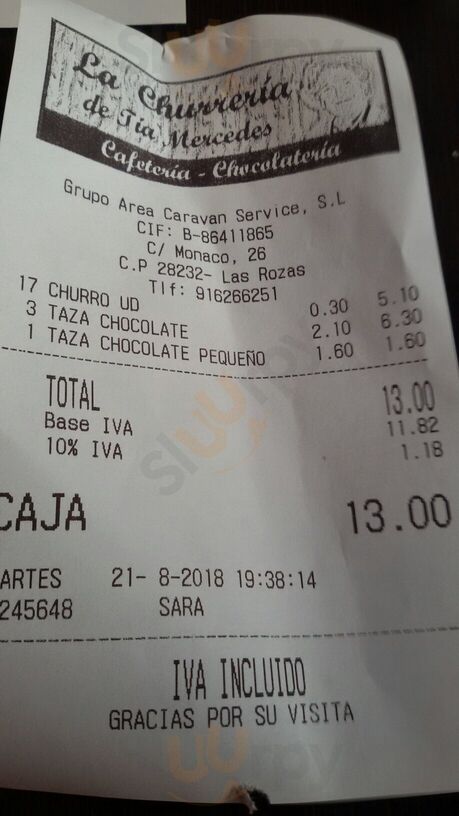 La Churrería
de Tía Mercedes
Cafetería - Chocolatería
Grupo Area Caravan Service, S.L
CIF: B-86411865
C/ Monaco, 26
C.P 28232- Las Rozas
Tlf: 916266251
17 CHURRO UD 0.30 5.10
3 TAZA CHOCOLATE 2.10 6.30
1 TAZA CHOCOLATE PEQUEÑO 1.60 1.60
TOTAL 13.00
Base IVA 11.82
10% IVA 1.18
CAJA 13.00
ARTES 21- 8-2018 19:38:14
245648 SARA
IVA INCLUIDO
GRACIAS POR SU VISITA
sluurpy